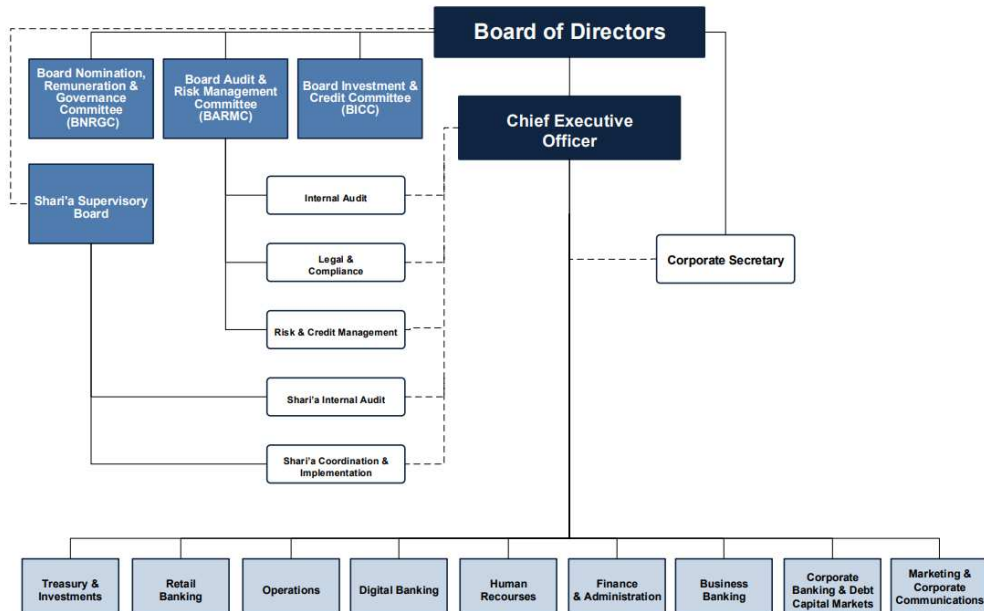 Board of Directors
Board Nomination,
Remuneration &
Governance
Committee
(BNRGC)
Board Audit &
Risk Management
Committee
(BARMC)
Board Investment &
Credit Committee
(BICC)
Chief Executive
Officer
Shari'a Supervisory
Board
Internal Audit
Legal &
Compliance
Corporate Secretary
Risk & Credit Management
Shari'a Internal Audit
Shari'a Coordination &
Implementation
Treasury &
Investments
Retail
Banking
Operations
Digital Banking
Human
Recourses
Finance
& Administration
Business
Banking
Corporate
Banking & Debt
Capital Markets
Marketing &
Corporate
Communications